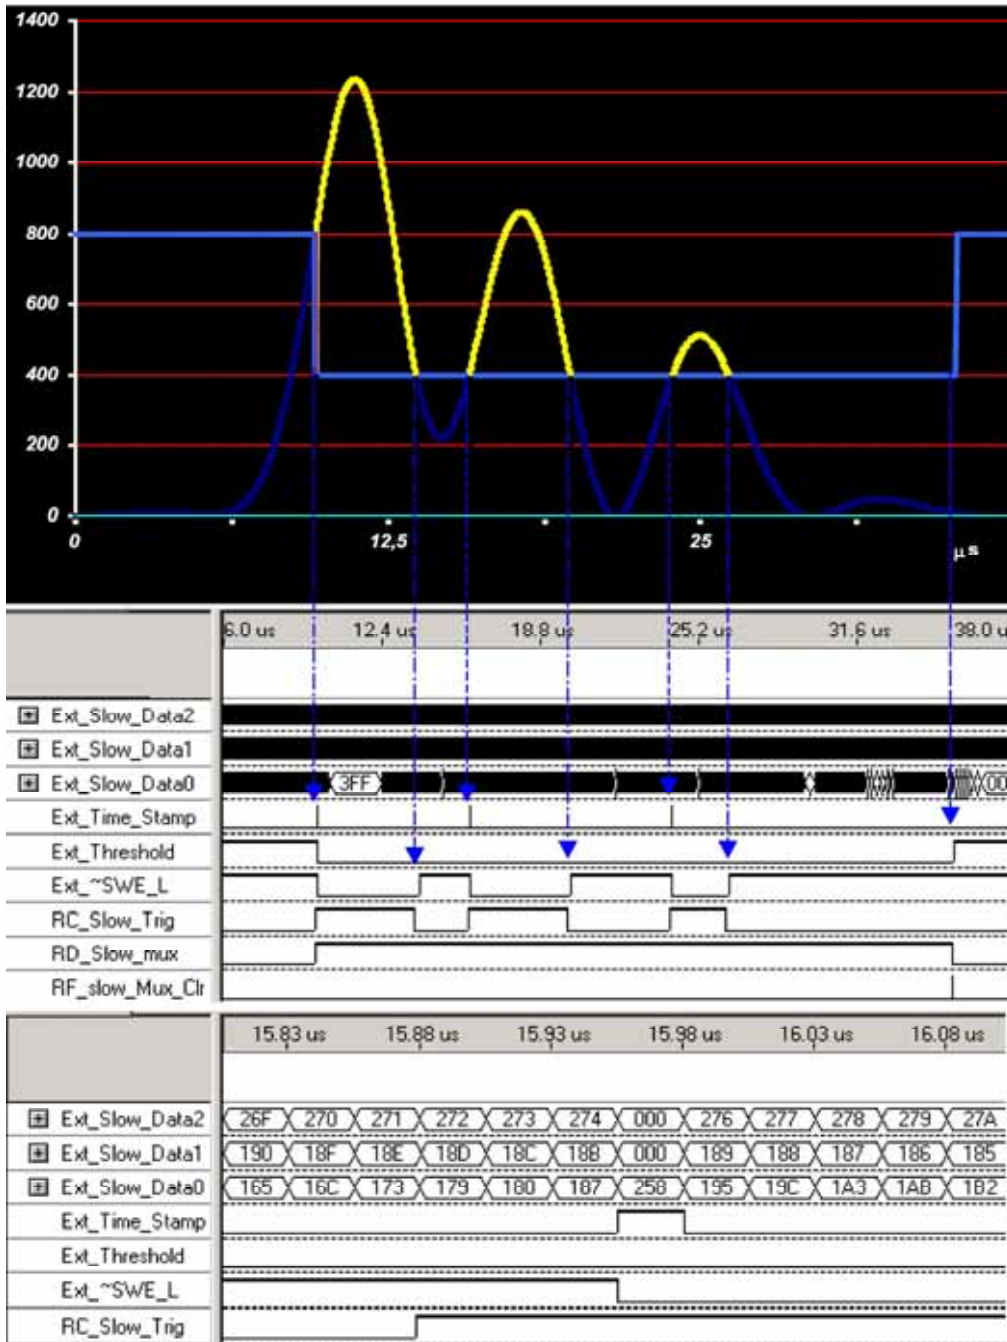 1400
1200
1000
800
600
400
200
0
0 12,5 25 µs
6.0 us 12.4 us 18.8 us 25.2 us 31.6 us 38.0 u
Ext_Slow_Data2
Ext_Slow_Data1
Ext_Slow_Data0 3FF 00
Ext_Time_Stamp
Ext_Threshold
Ext_~SWE_L
RC_Slow_Trig
RD_Slow_mux
RF_slow_Mux_Clr
15.83 us 15.88 us 15.93 us 15.98 us 16.03 us 16.08 us
Ext_Slow_Data2 26F 270 271 272 273 274 000 276 277 278 279 27A
Ext_Slow_Data1 190 18F 18E 18D 18C 18B 000 189 188 187 186 185
Ext_Slow_Data0 165 16C 173 179 180 187 258 195 19C 1A3 1AB 1B2
Ext_Time_Stamp
Ext_Threshold
Ext_~SWE_L
RC_Slow_Trig